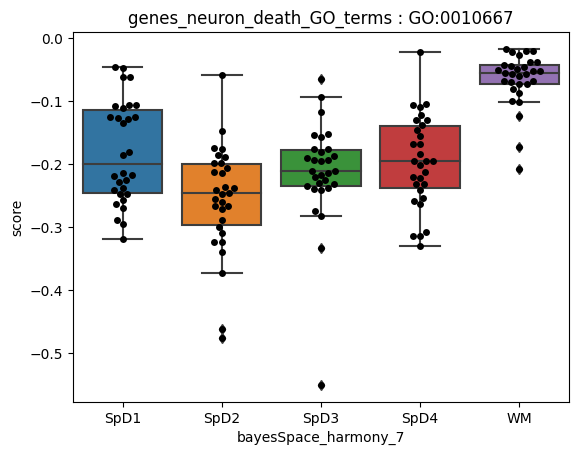 genes_neuron_death_GO_terms : GO:0010667
0.0
−0.1
−0.2
−0.3
−0.4
−0.5
score
SpD1 SpD2 SpD3 SpD4 WM
bayesSpace_harmony_7